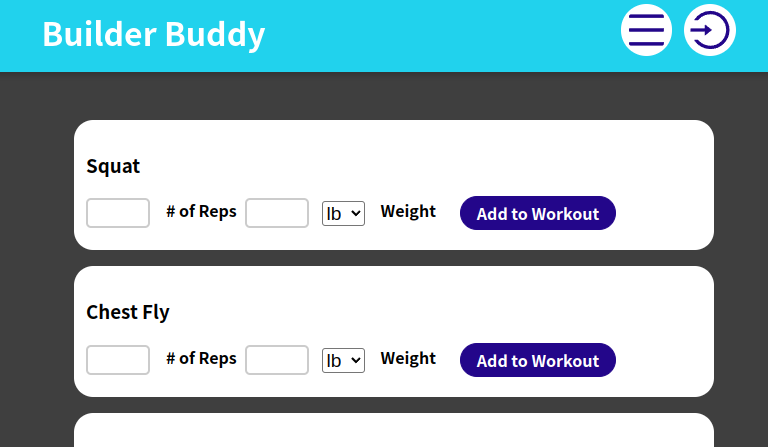 Builder Buddy
Squat
# of Reps lb Weight Add to Workout
Chest Fly
# of Reps lb Weight Add to Workout